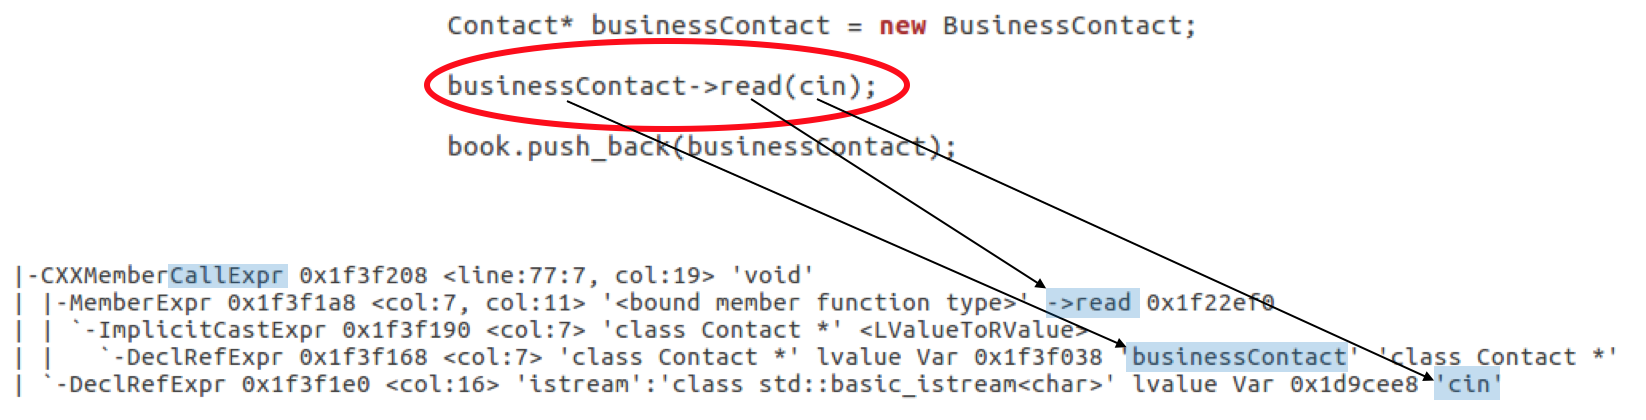 Contact* businessContact = new BusinessContact;
businessContact->read(cin);
book.push_back(businessContact);
|-CXXMemberCallExpr 0x1f3f208 <line:77:7, col:19> 'void'
| |-MemberExpr 0x1f3f1a8 <col:7, col:11> '<bound member function type>' ->read 0x1f22ef0
| | `-ImplicitCastExpr 0x1f3f190 <col:7> 'class Contact *' <LValueToRValue>
| |   `-DeclRefExpr 0x1f3f168 <col:7> 'class Contact *' lvalue Var 0x1f3f038 'businessContact' 'class Contact *'
| `-DeclRefExpr 0x1f3f1e0 <col:16> 'istream':'class std::basic_istream<char>' lvalue Var 0x1d9cee8 'cin'